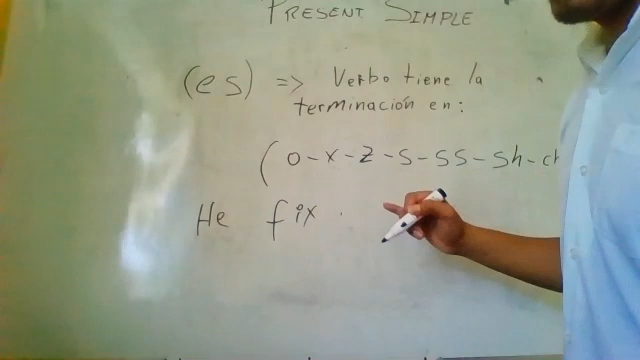 PRESENT SIMPLE
(es) => Verbo tiene la
terminación en:
(o-x-z-s-ss-sh-ch
He fix.